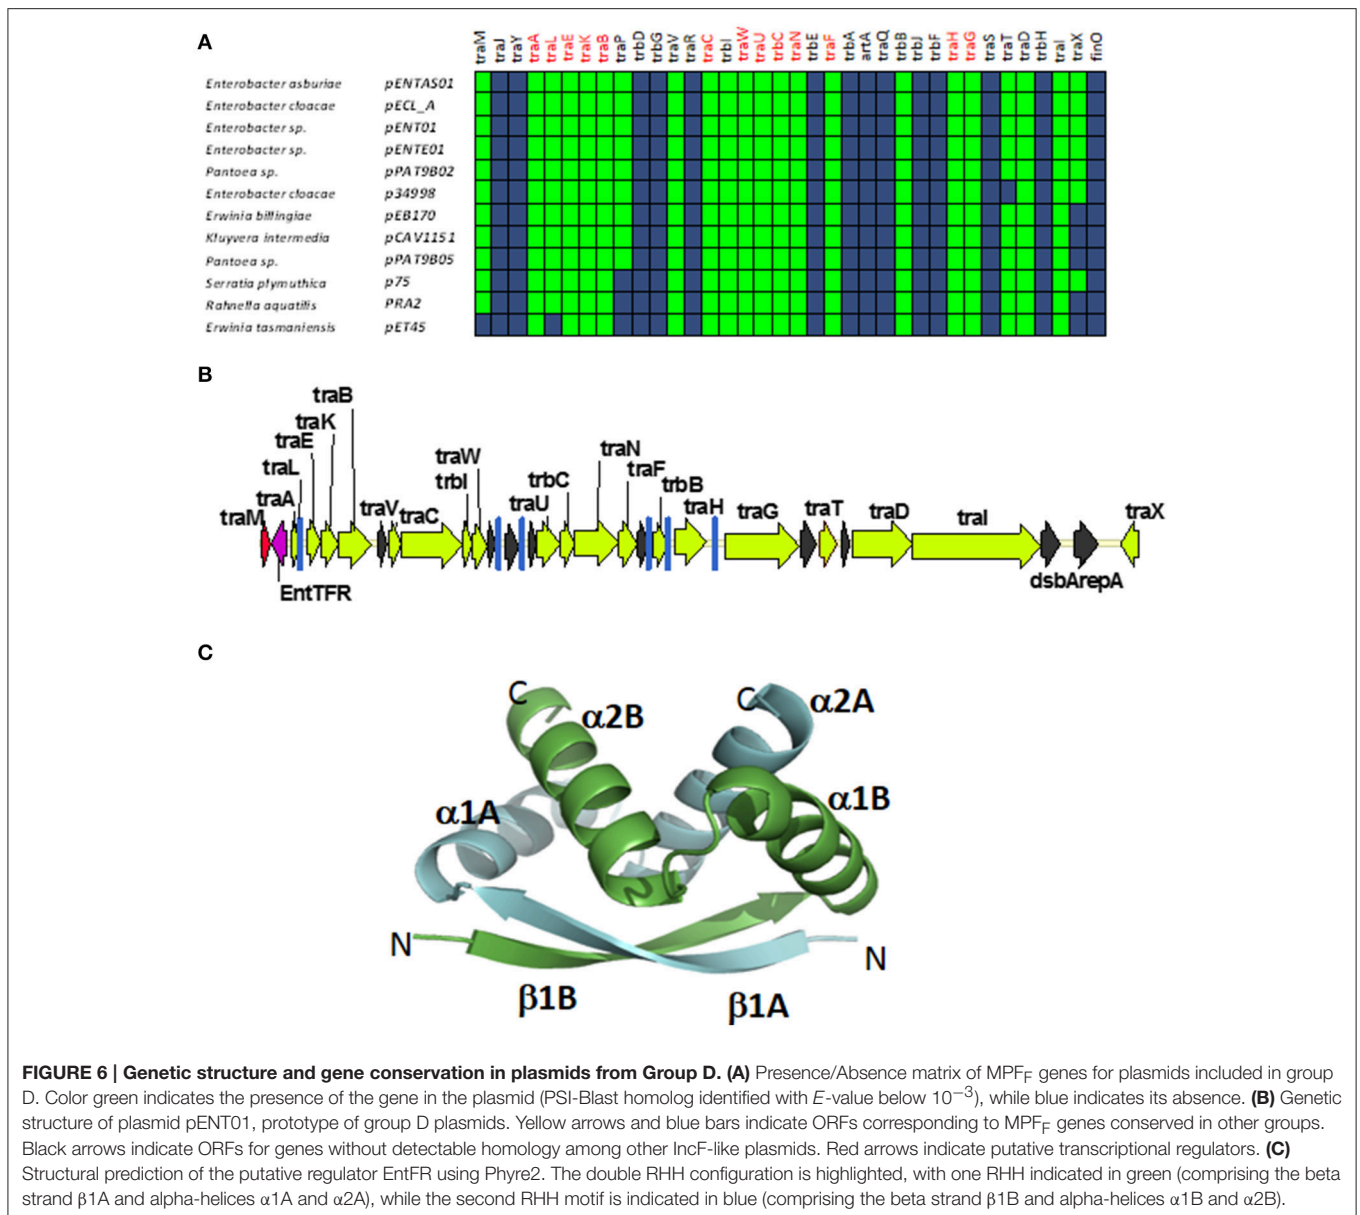 A
traM traJ traY traA traL traE traK traB traP trbD trbG traV traR traC trbI traW traU trbC traN trbE traF trbA artA traQ trbB trbJ trbF traH traG traS traT traD trbH traI traX finO
Enterobacter asburiae pENTAS01
Enterobacter cloacae pECL_A
Enterobacter sp. pENT01
Enterobacter sp. pENTE01
Pantoea sp. pPAT9B02
Enterobacter cloacae p34998
Erwinia billingiae pEB170
Kluyvera intermedia pCAV1151
Pantoea sp. pPAT9B05
Serratia plymuthica p75
Rahnella aquatilis PRA2
Erwinia tasmaniensis pET45
B
traB
traK
traE traN
traL traW traF
traA trbI trbC trbB
traM traV traC traU traH traG traT traD traI traX
EntTFR dsbA repA
C
C α2B C α2A
α1A α1B
N N
β1B β1A
FIGURE 6 | Genetic structure and gene conservation in plasmids from Group D. (A) Presence/Absence matrix of MPFF genes for plasmids included in group
D. Color green indicates the presence of the gene in the plasmid (PSI-Blast homolog identified with E-value below 10−3), while blue indicates its absence. (B) Genetic
structure of plasmid pENT01, prototype of group D plasmids. Yellow arrows and blue bars indicate ORFs corresponding to MPFF genes conserved in other groups.
Black arrows indicate ORFs for genes without detectable homology among other IncF-like plasmids. Red arrows indicate putative transcriptional regulators. (C)
Structural prediction of the putative regulator EntFR using Phyre2. The double RHH configuration is highlighted, with one RHH indicated in green (comprising the beta
strand β1A and alpha-helices α1A and α2A), while the second RHH motif is indicated in blue (comprising the beta strand β1B and alpha-helices α1B and α2B).